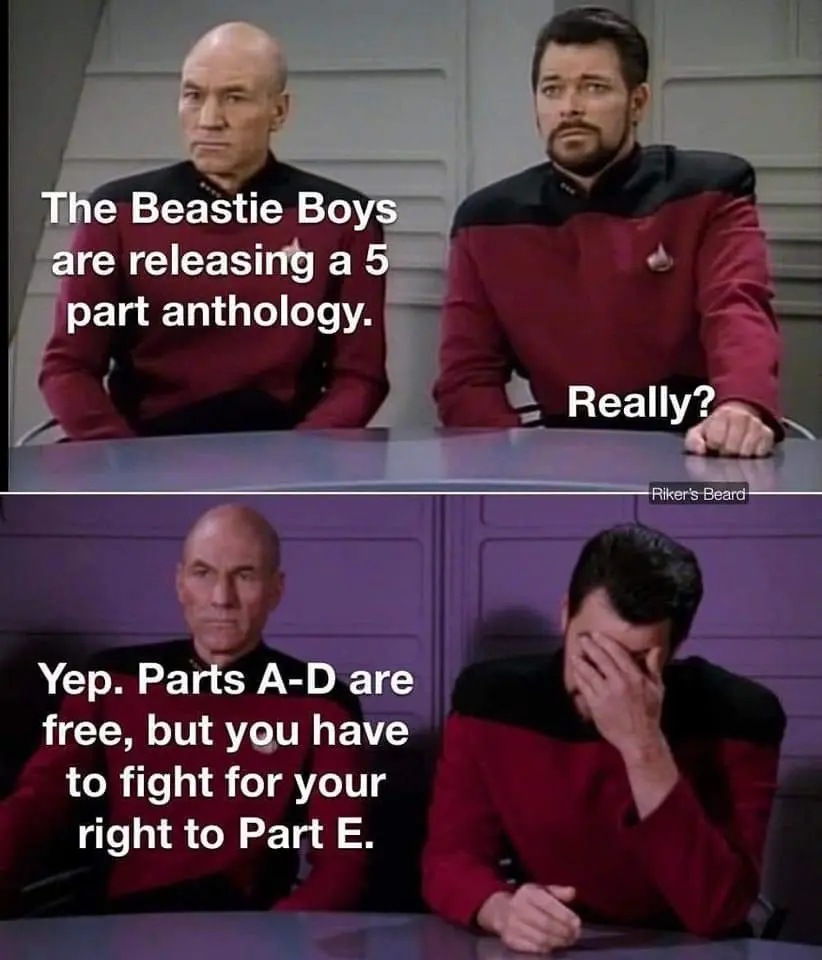 The Beastie Boys
are releasing a 5
part anthology.
Really?
Riker's Beard
Yep. Parts A-D are
free, but you have
to fight for your
right to Part E.